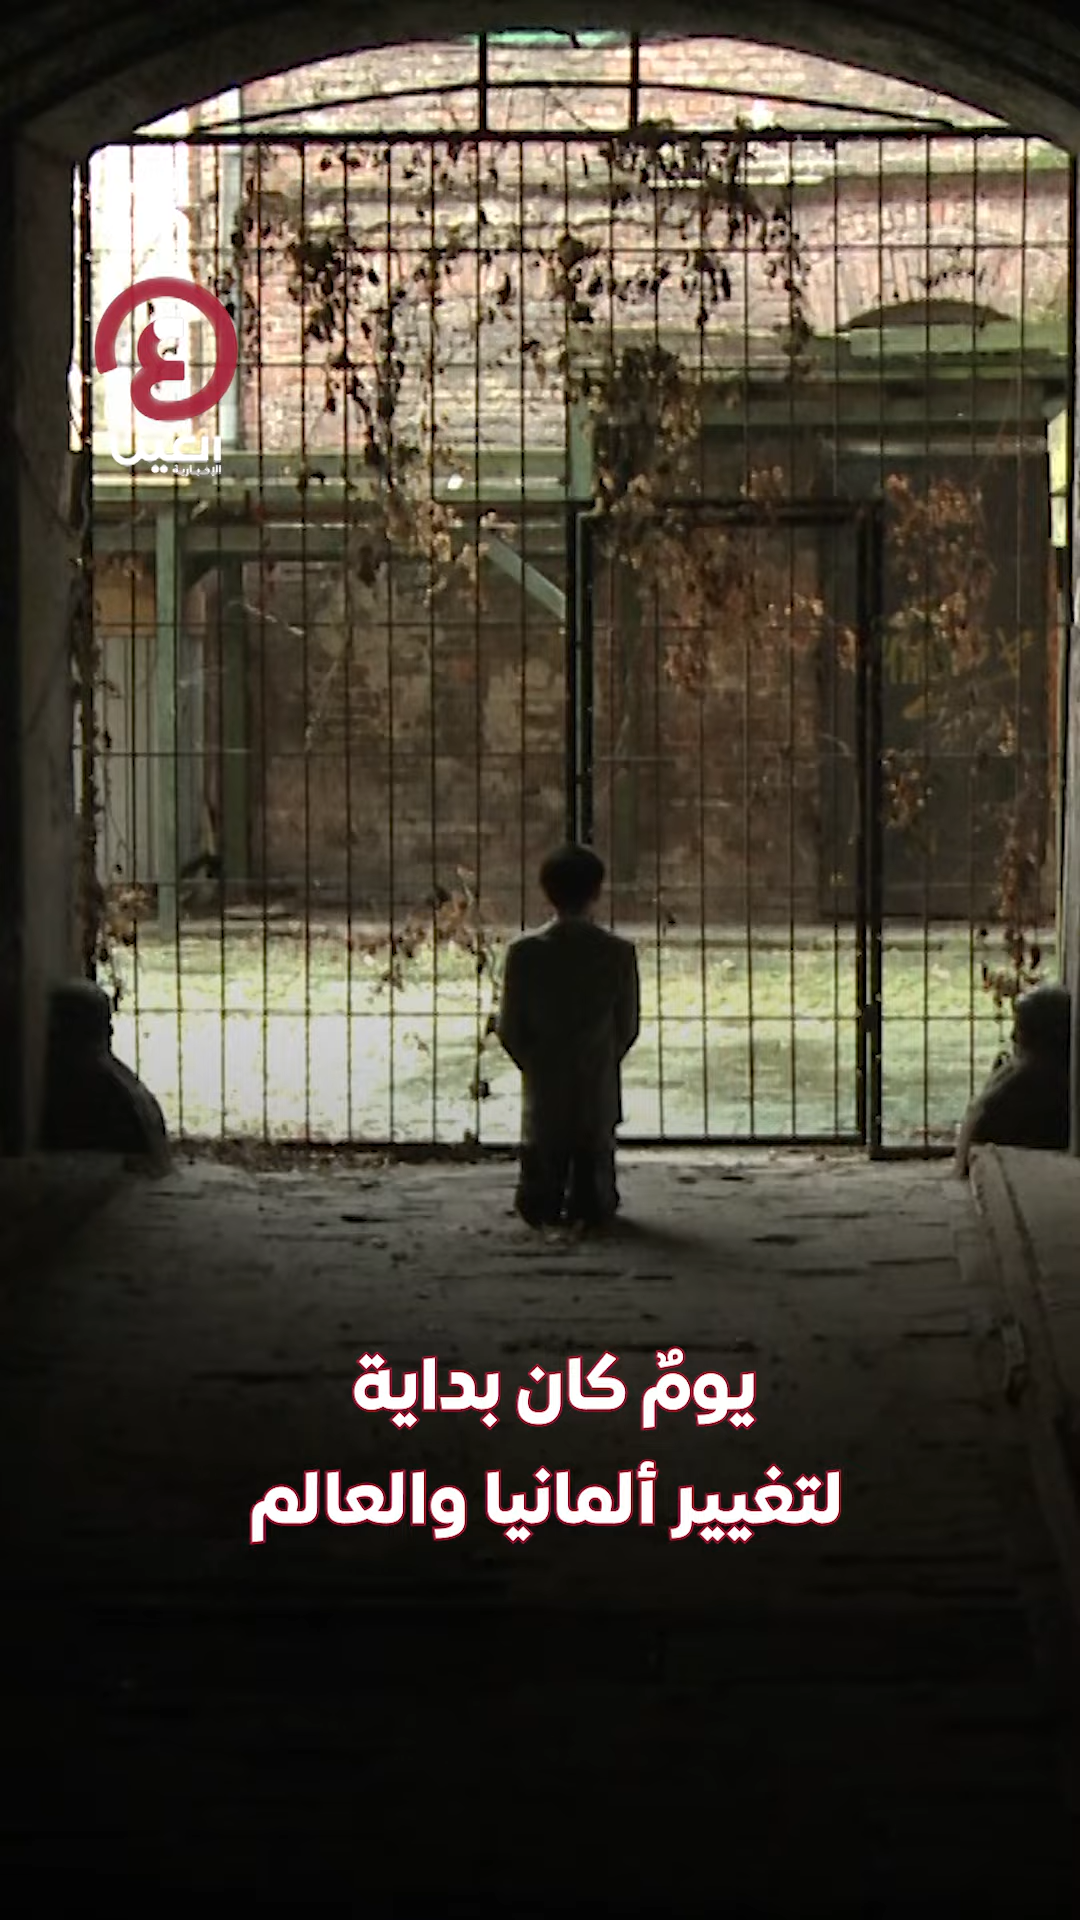 العين
الإخبارية
يومٌ كان بداية
لتغيير ألمانيا والعالم